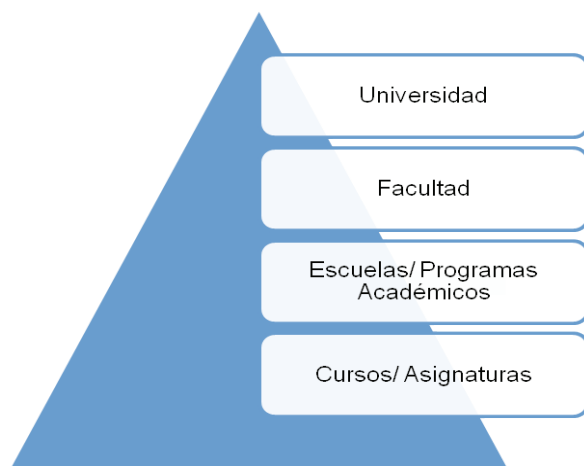 Universidad
Facultad
Escuelas/ Programas
Académicos
Cursos/ Asignaturas